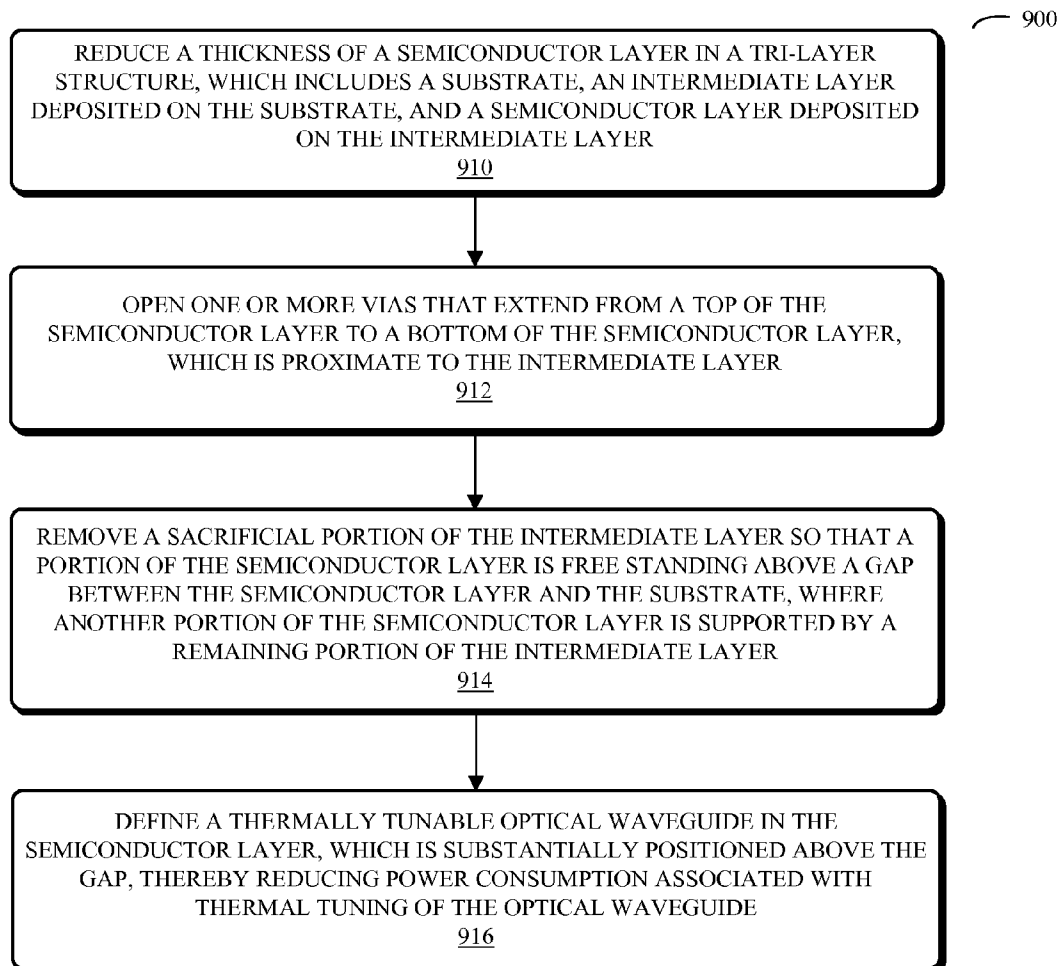 900
REDUCE A THICKNESS OF A SEMICONDUCTOR LAYER IN A TRI-LAYER
STRUCTURE, WHICH INCLUDES A SUBSTRATE, AN INTERMEDIATE LAYER
DEPOSITED ON THE SUBSTRATE, AND A SEMICONDUCTOR LAYER DEPOSITED
ON THE INTERMEDIATE LAYER
910
OPEN ONE OR MORE VIAS THAT EXTEND FROM A TOP OF THE
SEMICONDUCTOR LAYER TO A BOTTOM OF THE SEMICONDUCTOR LAYER,
WHICH IS PROXIMATE TO THE INTERMEDIATE LAYER
912
REMOVE A SACRIFICIAL PORTION OF THE INTERMEDIATE LAYER SO THAT A
PORTION OF THE SEMICONDUCTOR LAYER IS FREE STANDING ABOVE A GAP
BETWEEN THE SEMICONDUCTOR LAYER AND THE SUBSTRATE, WHERE
ANOTHER PORTION OF THE SEMICONDUCTOR LAYER IS SUPPORTED BY A
REMAINING PORTION OF THE INTERMEDIATE LAYER
914
DEFINE A THERMALLY TUNABLE OPTICAL WAVEGUIDE IN THE
SEMICONDUCTOR LAYER, WHICH IS SUBSTANTIALLY POSITIONED ABOVE THE
GAP, THEREBY REDUCING POWER CONSUMPTION ASSOCIATED WITH
THERMAL TUNING OF THE OPTICAL WAVEGUIDE
916